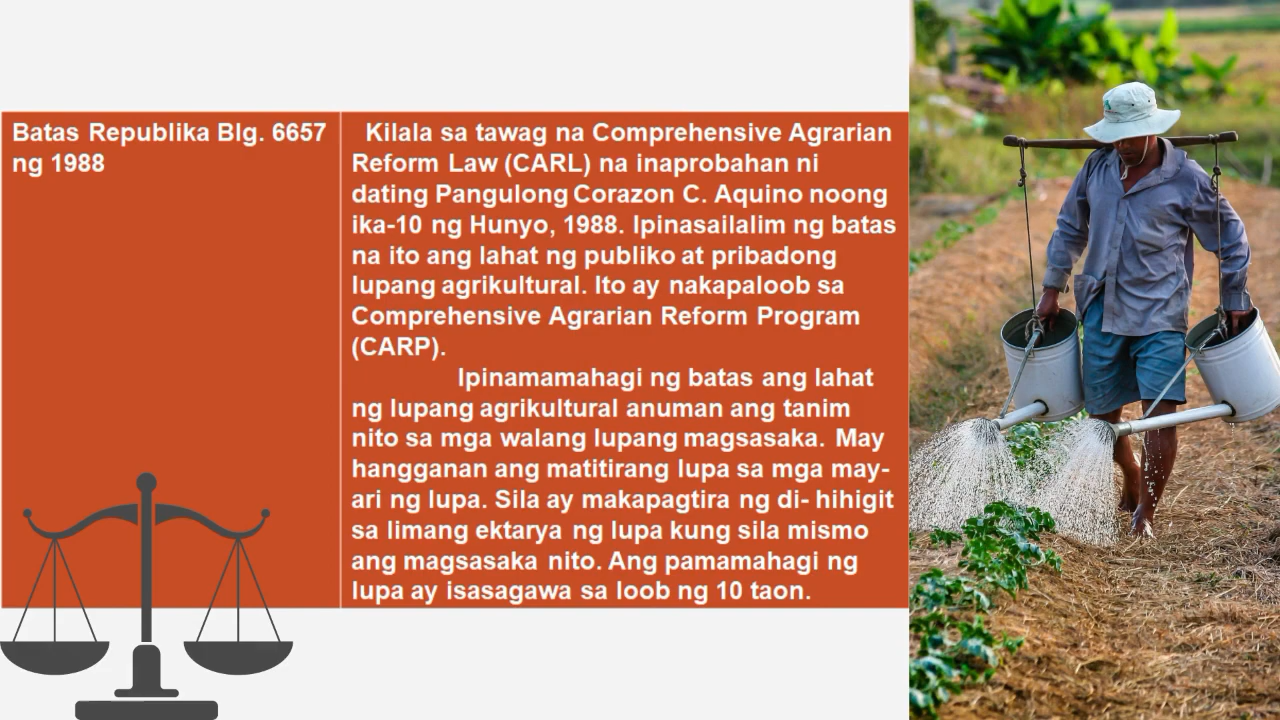 Batas Republika Blg. 6657
ng 1988
Kilala sa tawag na Comprehensive Agrarian
Reform Law (CARL) na inaprobahan ni
dating Pangulong Corazon C. Aquino noong
ika-10 ng Hunyo, 1988. Ipinasailalim ng batas
na ito ang lahat ng publiko at pribadong
lupang agrikultural. Ito ay nakapaloob sa
Comprehensive Agrarian Reform Program
(CARP).
Ipinamamahagi ng batas ang lahat
ng lupang agrikultural anuman ang tanim
nito sa mga walang lupang magsasaka. May
hangganan ang matitirang lupa sa mga may-
ari ng lupa. Sila ay makapagtira ng di- hihigit
sa limang ektarya ng lupa kung sila mismo
ang magsasaka nito. Ang pamamahagi ng
lupa ay isasagawa sa loob ng 10 taon.